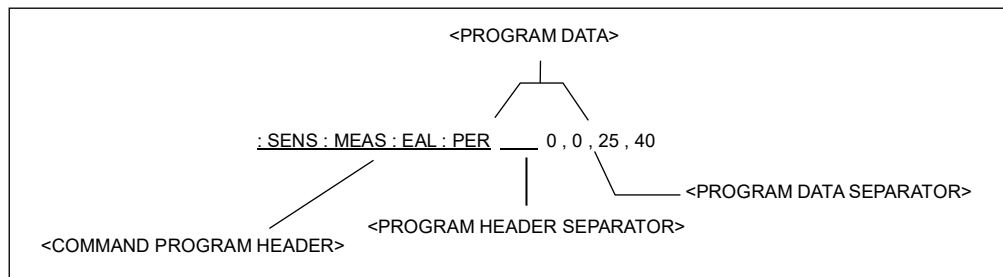 <PROGRAM DATA>
: SENS : MEAS : EAL : PER ___ 0 , 0 , 25 , 40
<PROGRAM DATA SEPARATOR>
<PROGRAM HEADER SEPARATOR>
<COMMAND PROGRAM HEADER>